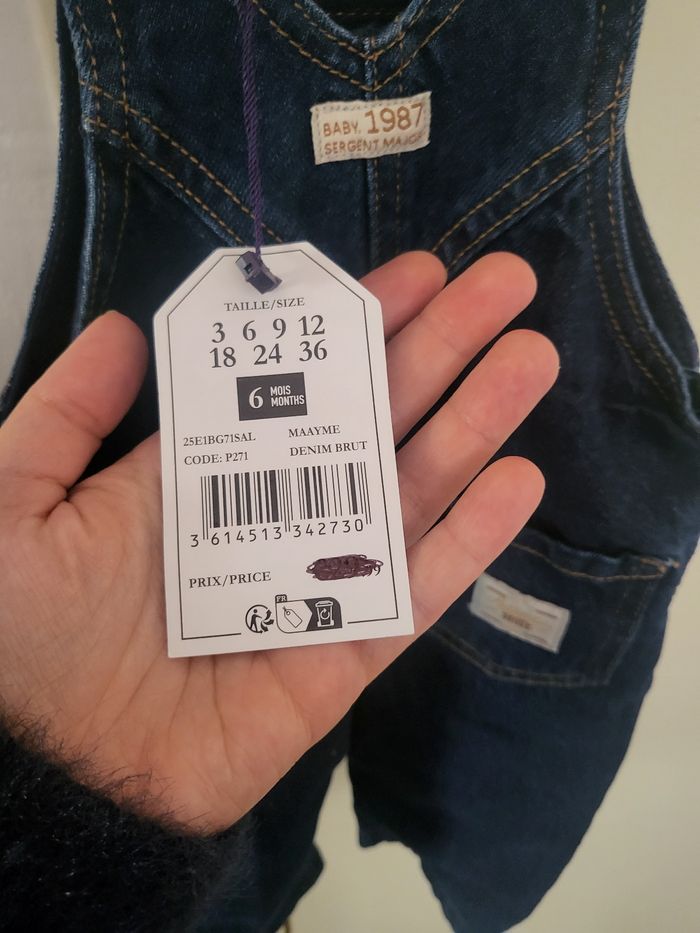 BABY. 1987
SERGENT MAJOR
TAILLE/SIZE
3 6 9 12
18 24 36
6 MOIS
MONTHS
25E1BG71SAL MAAYME
CODE: P271 DENIM BRUT
3 614513 342730
PRIX/PRICE
FR